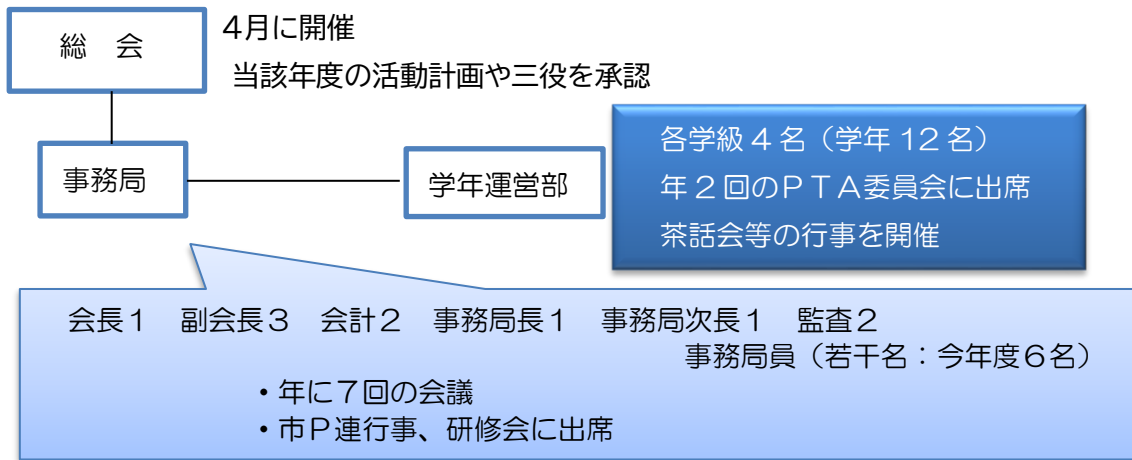 総　会
4月に開催
当該年度の活動計画や三役を承認
事務局
学年運営部
各学級４名（学年12名）
年２回のＰＴＡ委員会に出席
茶話会等の行事を開催
会長１　副会長３　会計２　事務局長１　事務局次長１　監査２
事務局員（若干名：今年度６名）
・年に７回の会議
・市Ｐ連行事、研修会に出席